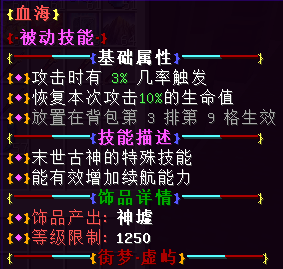 {血海}
{被动技能}
{基础属性}
{◆}攻击时有 3% 几率触发
{◆}恢复本次攻击10%的生命值
{◆}放置在背包第 3 排第 9 格生效
{技能描述}
{◆}末世古神的特殊技能
{◆}能有效增加续航能力
{饰品详情}
{◆}饰品产出: 神墟
{◆}等级限制: 1250
{街梦·虚屿}